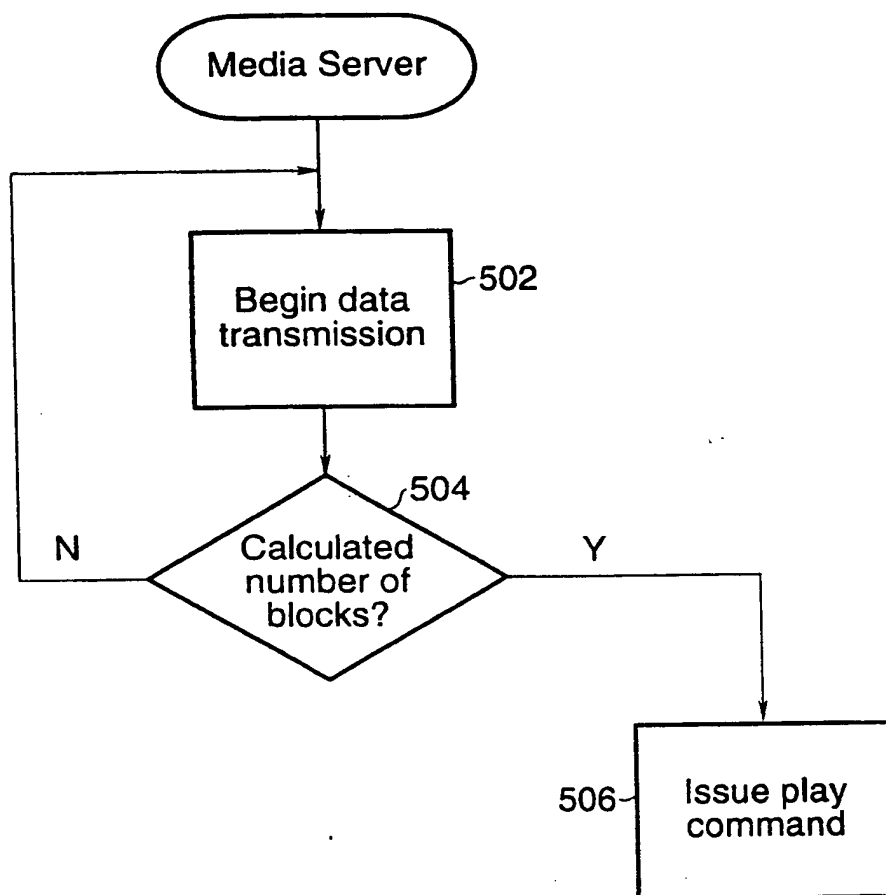 Media Server
Begin data
transmission
502
504
Calculated
number of
blocks?
N
Y
506
Issue play
command